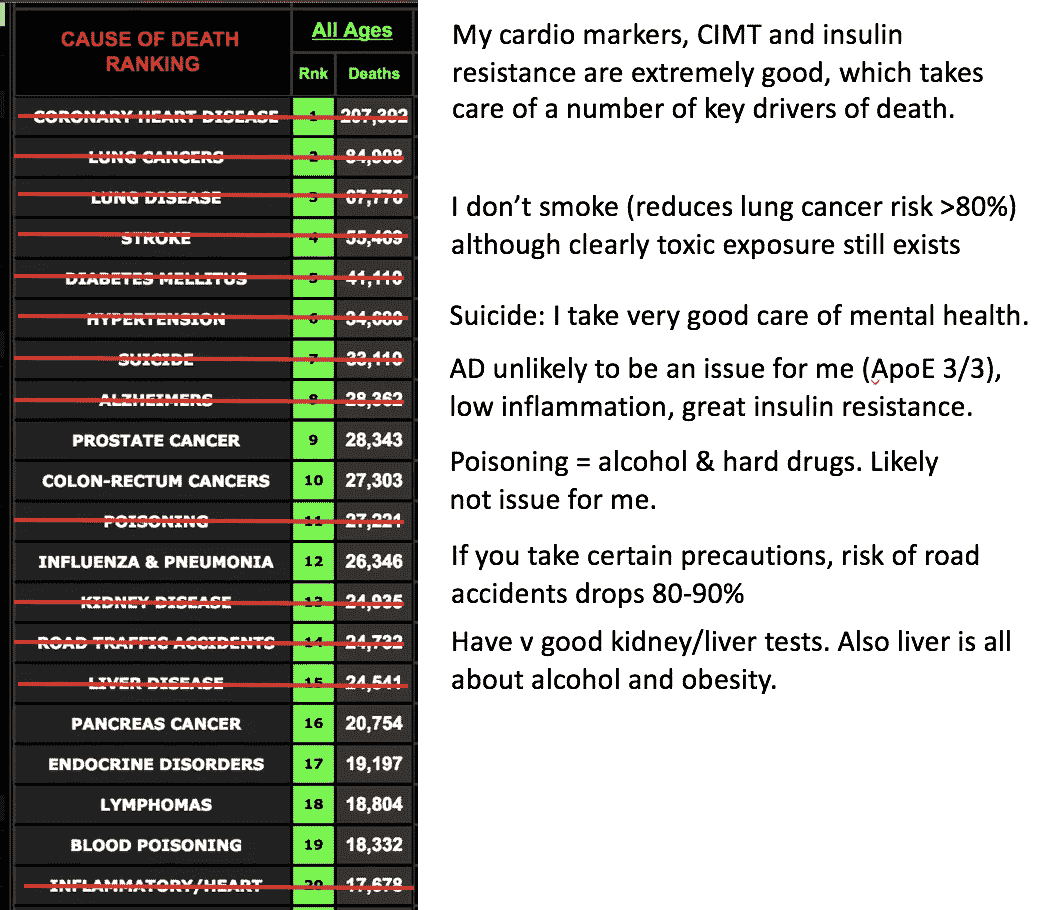 CAUSE OF DEATH
RANKING
All Ages
Rnk Deaths
CORONARY HEART DISEASE 1 207,392
LUNG CANCERS 2 84,908
LUNG DISEASE 3 67,776
STROKE 4 55,469
DIABETES MELLITUS 5 41,110
HYPERTENSION 6 34,680
SUICIDE 7 33,110
ALZHEIMERS 8 28,362
PROSTATE CANCER 9 28,343
COLON-RECTUM CANCERS 10 27,303
POISONING 11 27,221
INFLUENZA & PNEUMONIA 12 26,346
KIDNEY DISEASE 13 24,935
ROAD TRAFFIC ACCIDENTS 14 24,732
LIVER DISEASE 15 24,541
PANCREAS CANCER 16 20,754
ENDOCRINE DISORDERS 17 19,197
LYMPHOMAS 18 18,804
BLOOD POISONING 19 18,332
INFLAMMATORY/HEART 20 17,678
My cardio markers, CIMT and insulin
resistance are extremely good, which takes
care of a number of key drivers of death.
I don’t smoke (reduces lung cancer risk >80%)
although clearly toxic exposure still exists
Suicide: I take very good care of mental health.
AD unlikely to be an issue for me (ApoE 3/3),
low inflammation, great insulin resistance.
Poisoning = alcohol & hard drugs. Likely
not issue for me.
If you take certain precautions, risk of road
accidents drops 80-90%
Have v good kidney/liver tests. Also liver is all
about alcohol and obesity.